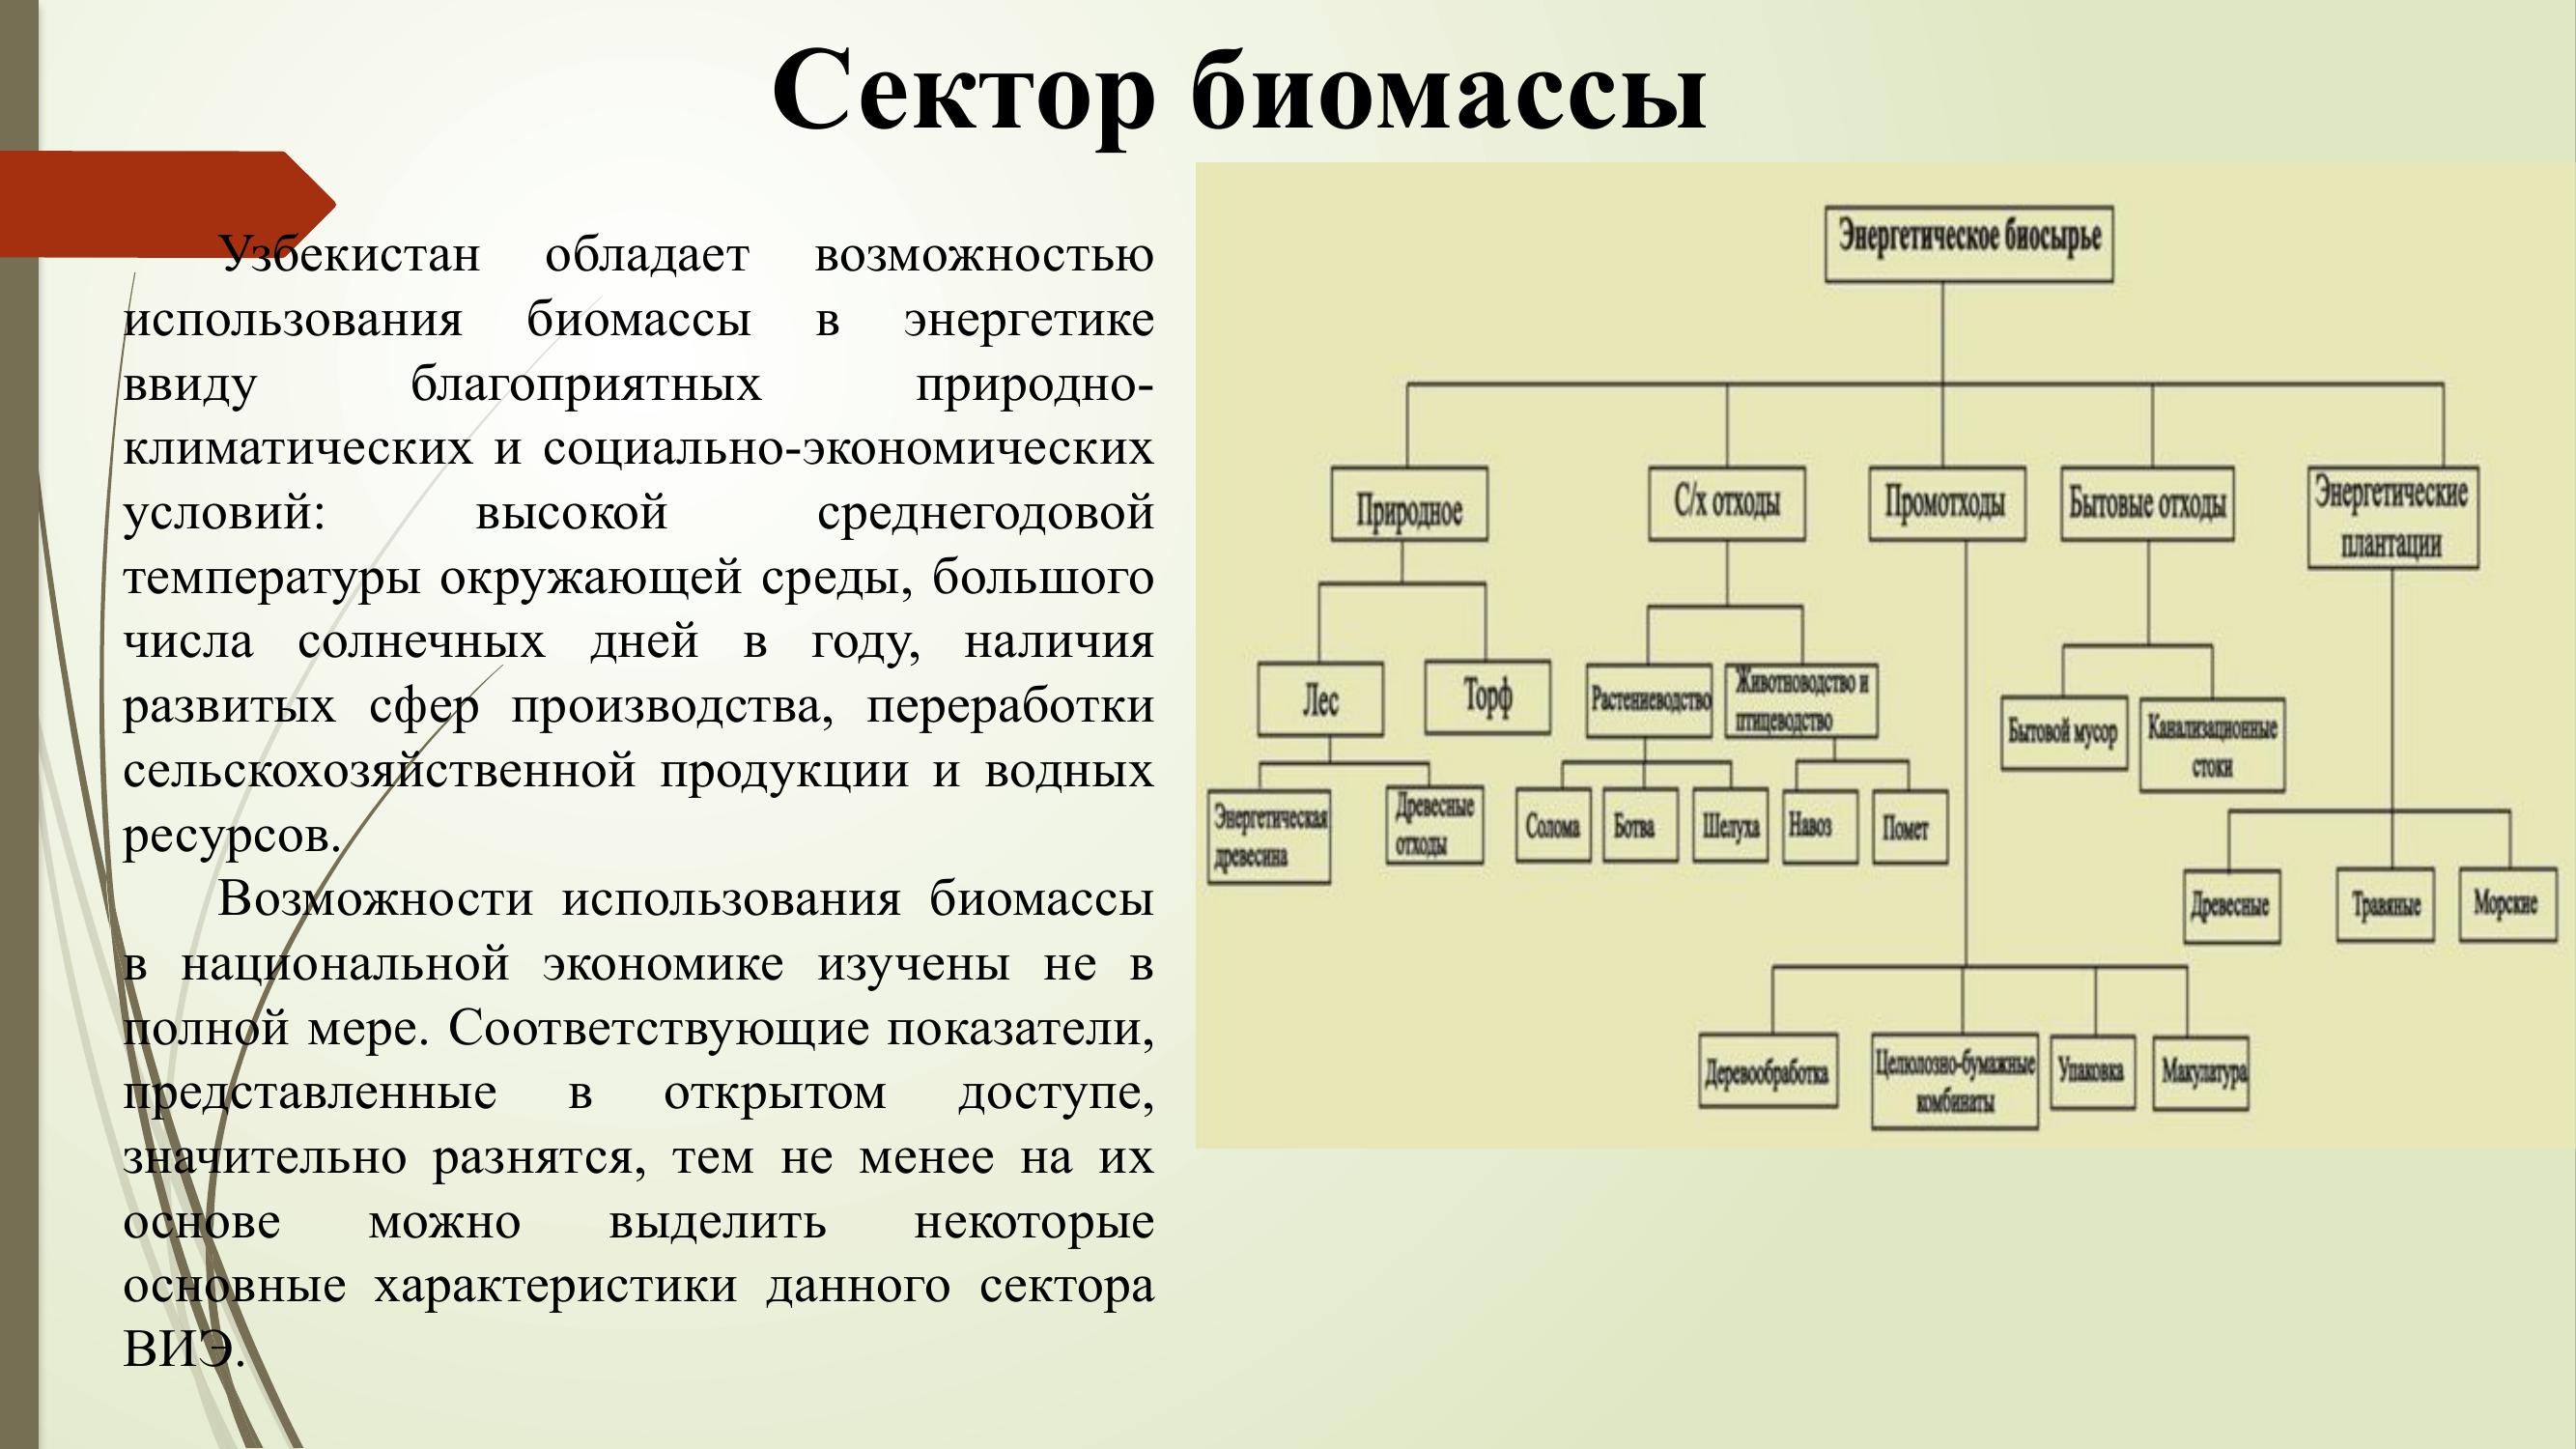 Сектор биомассы
Узбекистан обладает возможностью
использования биомассы в энергетике
ввиду благоприятных природно-
климатических и социально-экономических
условий: высокой среднегодовой
температуры окружающей среды, большого
числа солнечных дней в году, наличия
развитых сфер производства, переработки
сельскохозяйственной продукции и водных
ресурсов.
Возможности использования биомассы
в национальной экономике изучены не в
полной мере. Соответствующие показатели,
представленные в открытом доступе,
значительно разнятся, тем не менее на их
основе можно выделить некоторые
основные характеристики данного сектора
ВИЭ.
Энергетическое биосырье
Природное
С/х отходы
Промотходы
Бытовые отходы
Энергетические
плантации
Лес
Торф
Растениеводство
Животноводство и
птицеводство
Бытовой мусор
Канализационные
стоки
Энергетическая
древесина
Древесные
отходы
Солома
Ботва
Шелуха
Навоз
Помет
Древесные
Травяные
Морские
Деревообработка
Целюлозно-бумажные
комбинаты
Упаковка
Макулатура